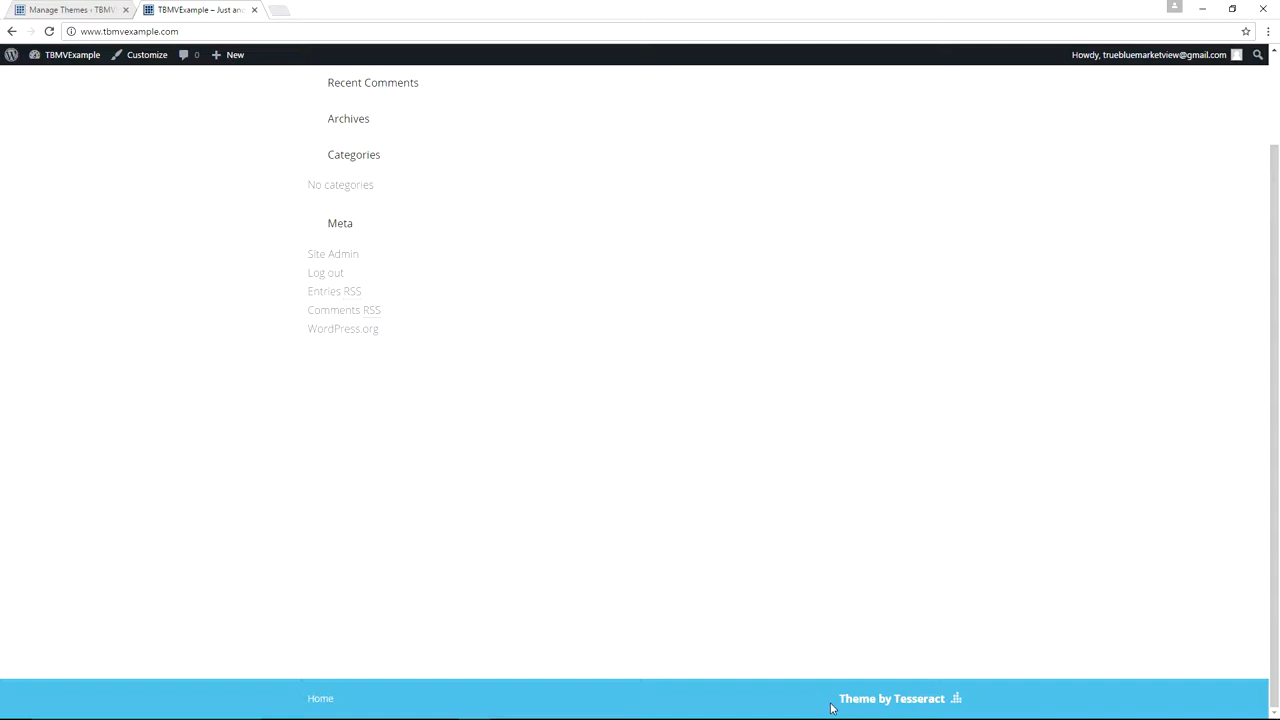 Manage Themes ‹ TBMV
TBMVExample – Just an
www.tbmvexample.com
TBMVExample Customize 0 New Howdy, truebluemarketview@gmail.com
Recent Comments
Archives
Categories
No categories
Meta
Site Admin
Log out
Entries RSS
Comments RSS
WordPress.org
Home
Theme by Tesseract